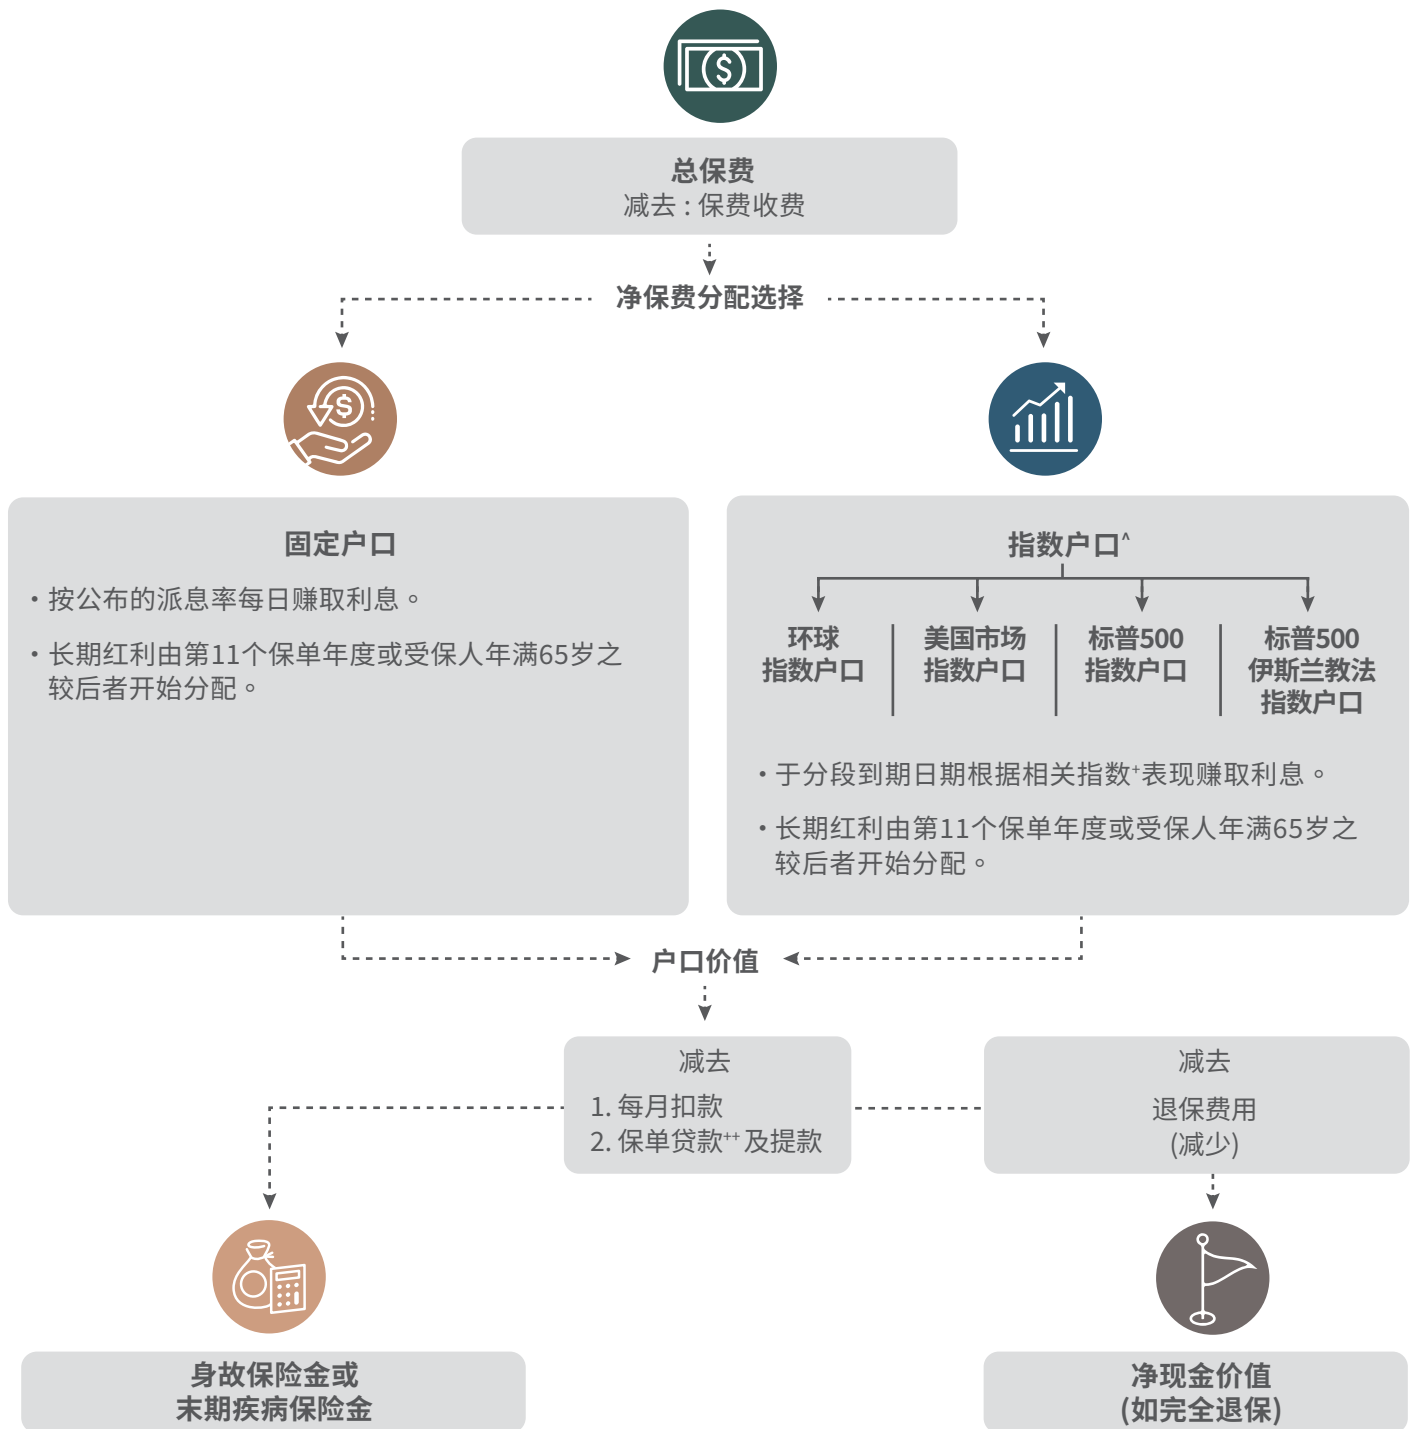 总保费
减去 : 保费收费
净保费分配选择
固定户口
・按公布的派息率每日赚取利息。
・长期红利由第11个保单年度或受保人年满65岁之
较后者开始分配。
指数户口^
环球
指数户口
美国市场
指数户口
标普500
指数户口
标普500
伊斯兰教法
指数户口
・于分段到期日期根据相关指数+表现赚取利息。
・长期红利由第11个保单年度或受保人年满65岁之
较后者开始分配。
户口价值
减去
1. 每月扣款
2. 保单贷款++及提款
减去
退保费用
(减少)
身故保险金或
末期疾病保险金
净现金价值
(如完全退保)